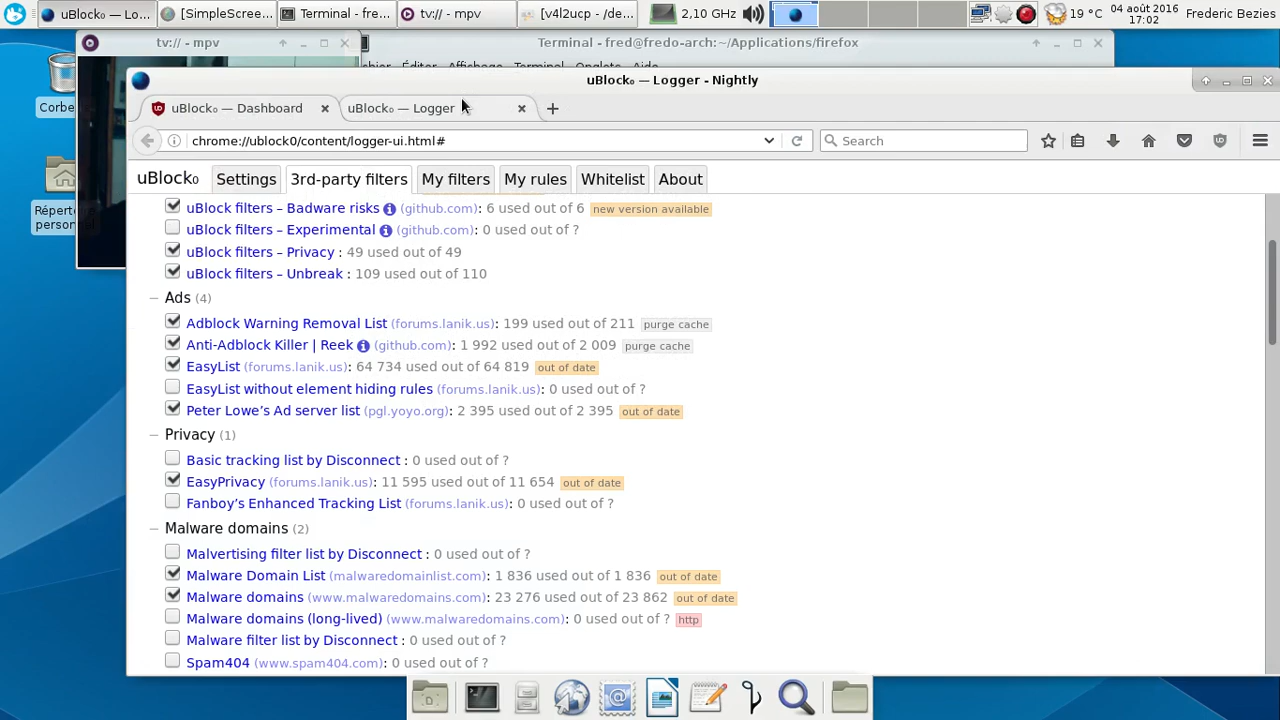 uBlock₀ — Lo...
[SimpleScree...
Terminal - fre...
tv:// - mpv
[v4l2ucp - /de...
2,10 GHz
19 °C
04 août 2016
17:02
Frederic Bezies
tv:// - mpv
Terminal - fred@fredo-arch:~/Applications/firefox
Corbe
Répertoire
personnel
uBlock₀ — Logger - Nightly
uBlock₀ — Dashboard
uBlock₀ — Logger
chrome://ublock0/content/logger-ui.html#
Search
uBlock₀ Settings 3rd-party filters My filters My rules Whitelist About
uBlock filters – Badware risks (github.com): 6 used out of 6 new version available
uBlock filters – Experimental (github.com): 0 used out of ?
uBlock filters – Privacy : 49 used out of 49
uBlock filters – Unbreak : 109 used out of 110
– Ads (4)
Adblock Warning Removal List (forums.lanik.us): 199 used out of 211 purge cache
Anti-Adblock Killer | Reek (github.com): 1 992 used out of 2 009 purge cache
EasyList (forums.lanik.us): 64 734 used out of 64 819 out of date
EasyList without element hiding rules (forums.lanik.us): 0 used out of ?
Peter Lowe’s Ad server list (pgl.yoyo.org): 2 395 used out of 2 395 out of date
– Privacy (1)
Basic tracking list by Disconnect : 0 used out of ?
EasyPrivacy (forums.lanik.us): 11 595 used out of 11 654 out of date
Fanboy’s Enhanced Tracking List (forums.lanik.us): 0 used out of ?
– Malware domains (2)
Malvertising filter list by Disconnect : 0 used out of ?
Malware Domain List (malwaredomainlist.com): 1 836 used out of 1 836 out of date
Malware domains (www.malwaredomains.com): 23 276 used out of 23 862 out of date
Malware domains (long-lived) (www.malwaredomains.com): 0 used out of ? http
Malware filter list by Disconnect : 0 used out of ?
Spam404 (www.spam404.com): 0 used out of ?